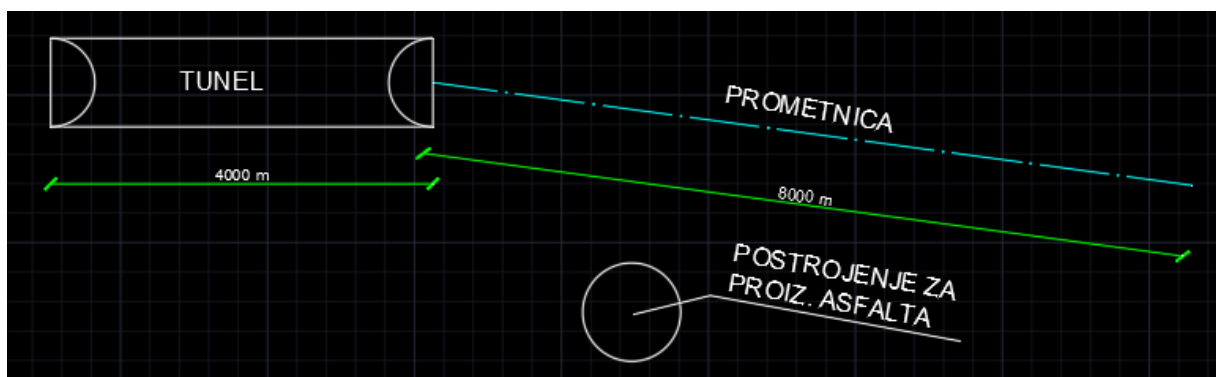 TUNEL
PROMETNICA
4000 m
8000 m
POSTROJENJE ZA
PROIZ. ASFALTA